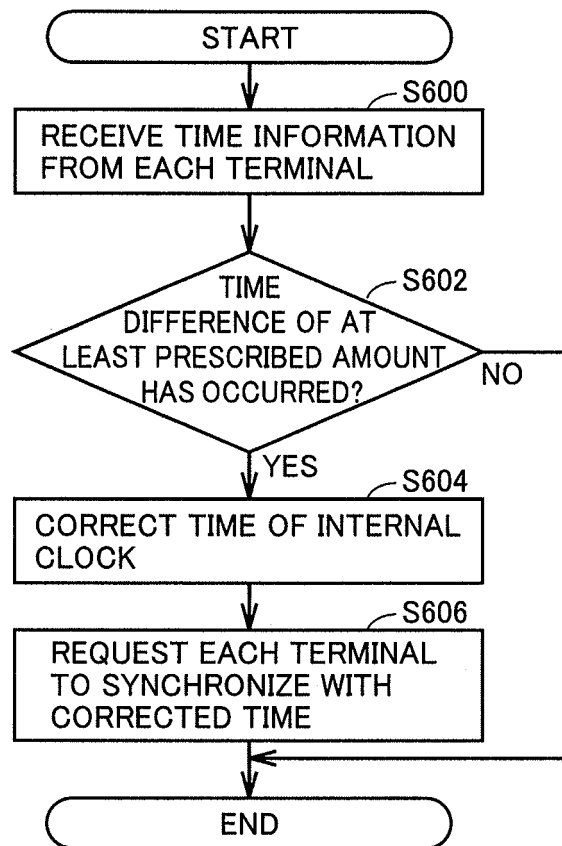 START
S600
RECEIVE TIME INFORMATION
FROM EACH TERMINAL
S602
TIME
DIFFERENCE OF AT
LEAST PRESCRIBED AMOUNT
HAS OCCURRED?
NO
YES
S604
CORRECT TIME OF INTERNAL
CLOCK
S606
REQUEST EACH TERMINAL
TO SYNCHRONIZE WITH
CORRECTED TIME
END